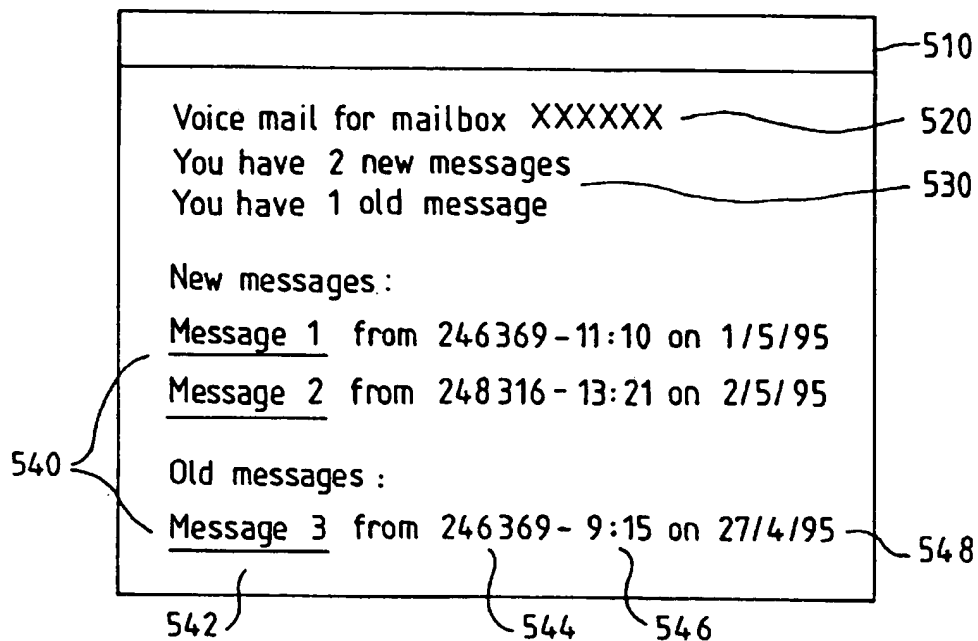 510
Voice mail for mailbox XXXXXX
520
You have 2 new messages
530
You have 1 old message
New messages:
Message 1 from 246369-11:10 on 1/5/95
Message 2 from 248316-13:21 on 2/5/95
540
Old messages:
Message 3 from 246369-9:15 on 27/4/95
548
542
544
546